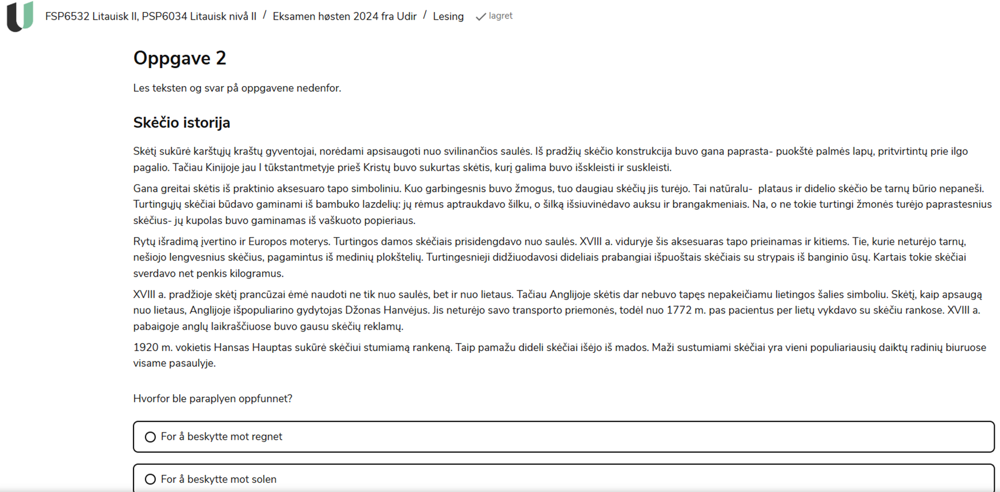 FSP6532 Litauisk II, PSP6034 Litauisk nivå II / Eksamen høsten 2024 fra Udir / Lesing ✓ lagret
Oppgave 2
Les teksten og svar på oppgavene nedenfor.
Skėčio istorija
Skėtį sukūrė karštųjų kraštų gyventojai, norėdami apsisaugoti nuo svilinančios saulės. Iš pradžių skėčio konstrukcija buvo gana paprasta- puokštė palmės lapų, pritvirtintų prie ilgo
pagalio. Tačiau Kinijoje jau I tūkstantmetyje prieš Kristų buvo sukurtas skėtis, kurį galima buvo išskleisti ir suskleisti.
Gana greitai skėtis iš praktinio aksesuaro tapo simboliniu. Kuo garbingesnis buvo žmogus, tuo daugiau skėčių jis turėjo. Tai natūralu-  plataus ir didelio skėčio be tarnų būrio nepaneši.
Turtingųjų skėčiai būdavo gaminami iš bambuko lazdelių: jų rėmus aptraukdavo šilku, o šilką išsiuvinėdavo auksu ir brangakmeniais. Na, o ne tokie turtingi žmonės turėjo paprastesnius
skėčius- jų kupolas buvo gaminamas iš vaškuoto popieriaus.
Rytų išradimą įvertino ir Europos moterys. Turtingos damos skėčiais prisidengdavo nuo saulės. XVIII a. viduryje šis aksesuaras tapo prieinamas ir kitiems. Tie, kurie neturėjo tarnų,
nešiojo lengvesnius skėčius, pagamintus iš medinių plokštelių. Turtingesnieji didžiuodavosi dideliais prabangiai išpuoštais skėčiais su strypais iš banginio ūsų. Kartais tokie skėčiai
sverdavo net penkis kilogramus.
XVIII a. pradžioje skėtį prancūzai ėmė naudoti ne tik nuo saulės, bet ir nuo lietaus. Tačiau Anglijoje skėtis dar nebuvo tapęs nepakeičiamu lietingos šalies simboliu. Skėtį, kaip apsaugą
nuo lietaus, Anglijoje išpopuliarino gydytojas Džonas Hanvėjus. Jis neturėjo savo transporto priemonės, todėl nuo 1772 m. pas pacientus per lietų vykdavo su skėčiu rankose. XVIII a.
pabaigoje anglų laikraščiuose buvo gausu skėčių reklamų.
1920 m. vokietis Hansas Hauptas sukūrė skėčiui stumiamą rankeną. Taip pamažu dideli skėčiai išėjo iš mados. Maži sustumiami skėčiai yra vieni populiariausių daiktų radinių biuruose
visame pasaulyje.
Hvorfor ble paraplyen oppfunnet?
For å beskytte mot regnet
For å beskytte mot solen